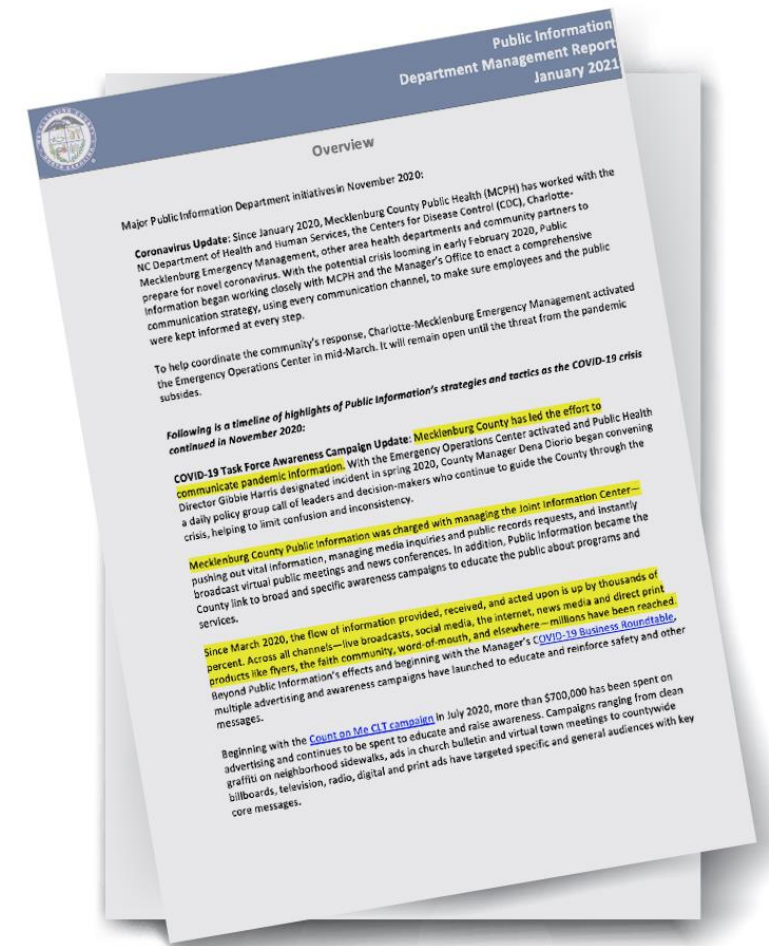 Public Information
Department Management Report
January 2021
Overview
Major Public Information Department initiatives in November 2020:
Coronavirus Update: Since January 2020, Mecklenburg County Public Health (MCPH) has worked with the
NC Department of Health and Human Services, the Centers for Disease Control (CDC), Charlotte-
Mecklenburg Emergency Management, other area health departments and community partners to
prepare for novel coronavirus. With the potential crisis looming in early February 2020, Public
Information began working closely with MCPH and the Manager's Office to enact a comprehensive
communication strategy, using every communication channel, to make sure employees and the public
were kept informed at every step.
To help coordinate the community's response, Charlotte-Mecklenburg Emergency Management activated
the Emergency Operations Center in mid-March. It will remain open until the threat from the pandemic
subsides.
Following is a timeline of highlights of Public Information's strategies and tactics as the COVID-19 crisis
continued in November 2020:
COVID-19 Task Force Awareness Campaign Update: Mecklenburg County has led the effort to
communicate pandemic information. With the Emergency Operations Center activated and Public Health
Director Gibbie Harris designated incident in spring 2020, County Manager Dena Diorio began convening
a daily policy group call of leaders and decision-makers who continue to guide the County through the
crisis, helping to limit confusion and inconsistency.
Mecklenburg County Public Information was charged with managing the Joint Information Center—
pushing out vital information, managing media inquiries and public records requests, and instantly
broadcast virtual public meetings and news conferences. In addition, Public Information became the
County link to broad and specific awareness campaigns to educate the public about programs and
services.
Since March 2020, the flow of information provided, received, and acted upon is up by thousands of
percent. Across all channels—live broadcasts, social media, the internet, news media and direct print
products like flyers, the faith community, word-of-mouth, and elsewhere—millions have been reached.
Beyond Public Information's effects and beginning with the Manager's COVID-19 Business Roundtable,
multiple advertising and awareness campaigns have launched to educate and reinforce safety and other
messages.
Beginning with the Count on Me CLT campaign in July 2020, more than $700,000 has been spent on
advertising and continues to be spent to educate and raise awareness. Campaigns ranging from clean
graffiti on neighborhood sidewalks, ads in church bulletin and virtual town meetings to countywide
billboards, television, radio, digital and print ads have targeted specific and general audiences with key
core messages.